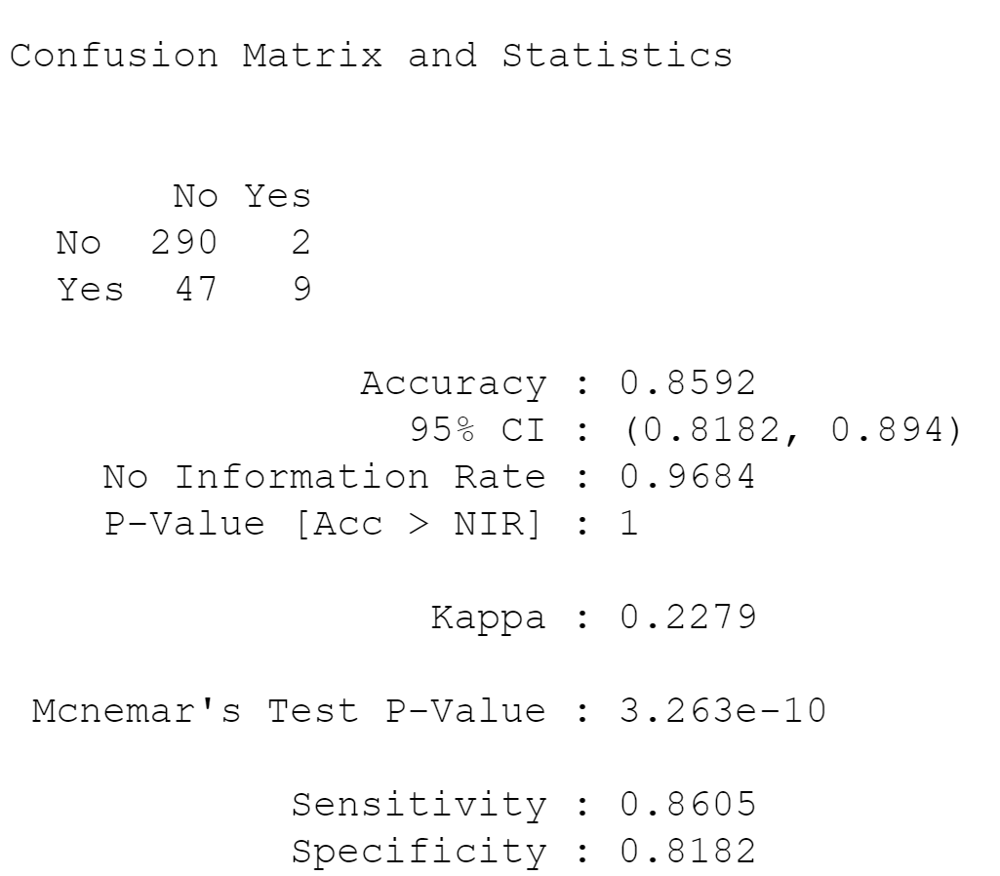 Confusion Matrix and Statistics
No Yes
No 290 2
Yes 47 9
Accuracy : 0.8592
95% CI : (0.8182, 0.894)
No Information Rate : 0.9684
P-Value [Acc > NIR] : 1
Kappa : 0.2279
Mcnemar's Test P-Value : 3.263e-10
Sensitivity : 0.8605
Specificity : 0.8182